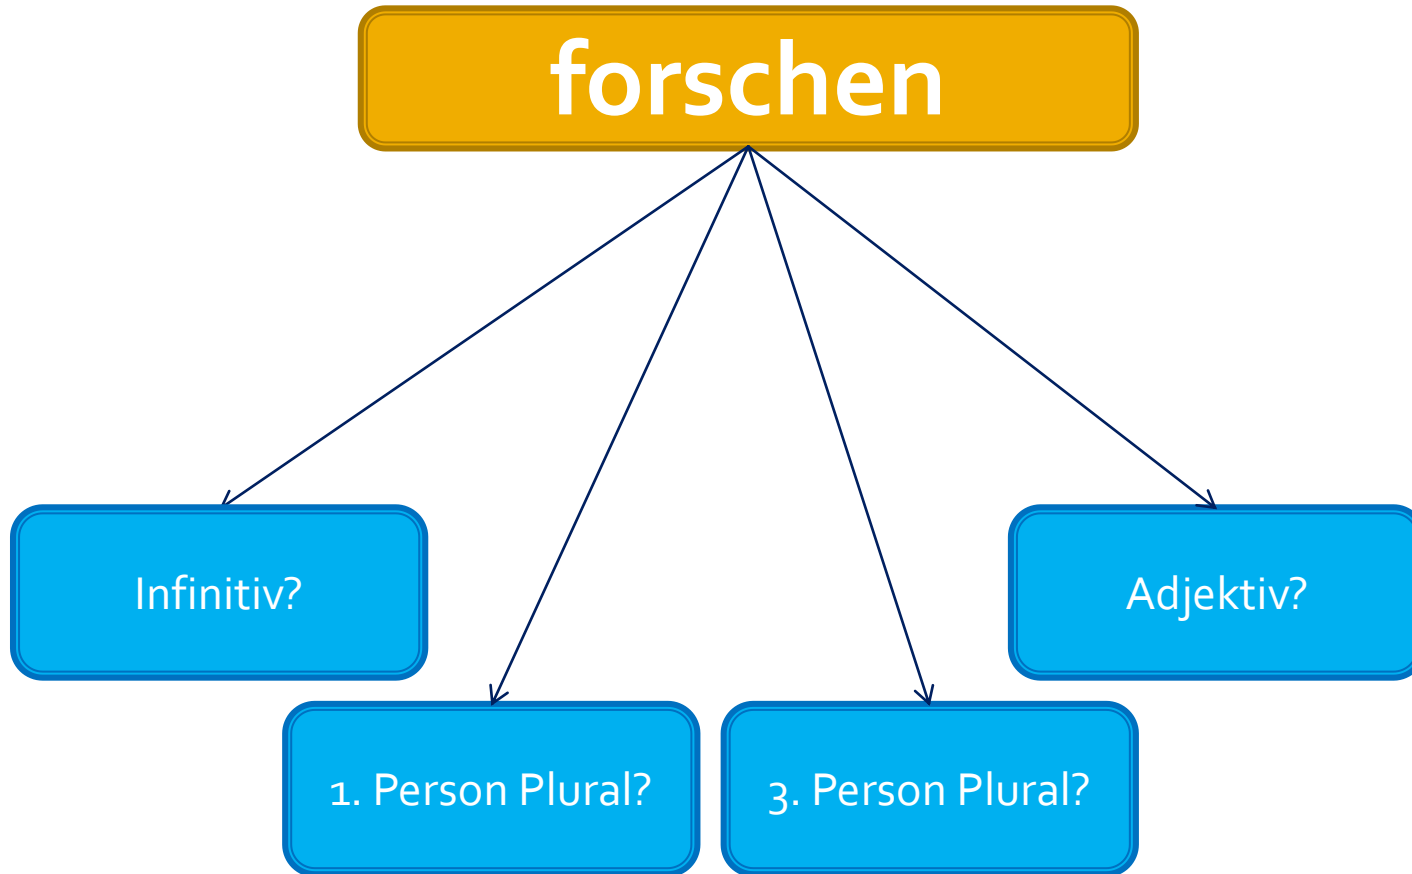 forschen
Infinitiv?
Adjektiv?
1. Person Plural?
3. Person Plural?